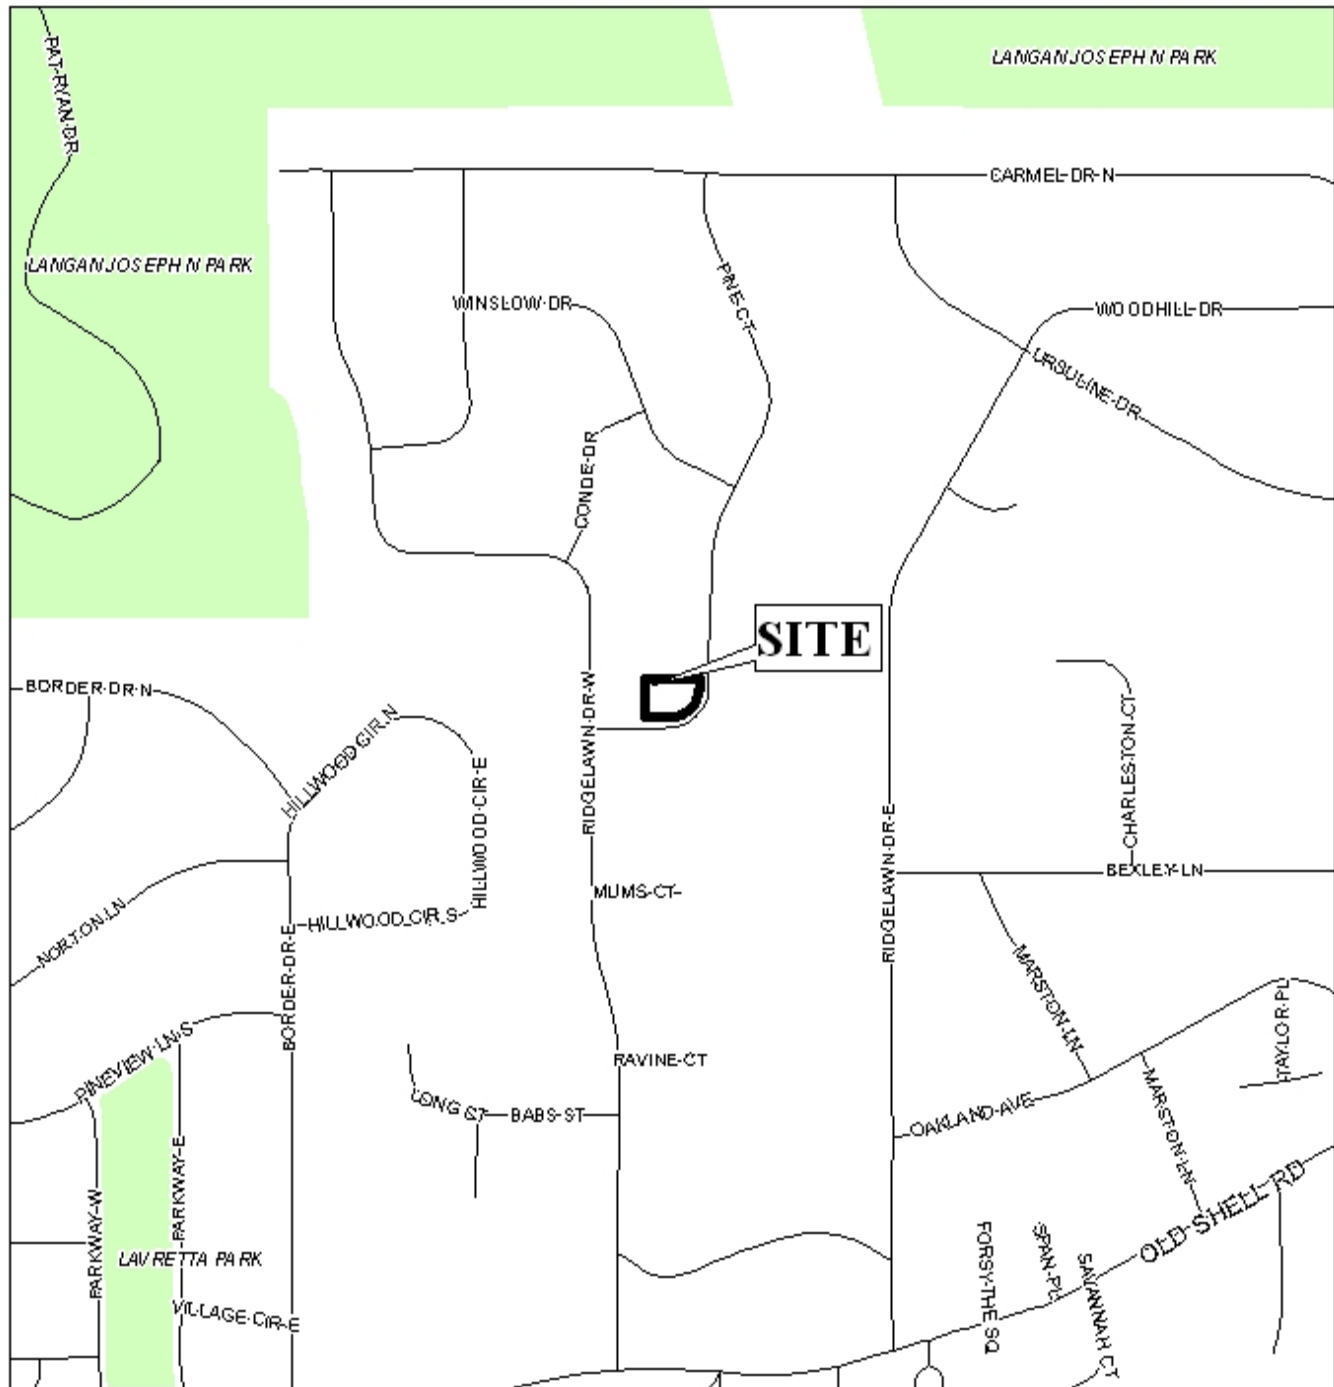 PAT-RYAN-DR
LANGAN JOSEPH N PARK
CARMEL-DR-N
LANGAN JOSEPH N PARK
WINSLOW-DR
PINE-CT
WOODHILL-DR
URSULINE-DR
CONDE-DR
SITE
BORDER-DR-N
RIDGELAWN-DR-W
HILLWOOD CIR N
HILLWOOD-CIR-E
CHARLESTON-CT
RIDGELAWN-DR-E
BEXLEY-LN
MUMS-CT
HILLWOOD CIR S
NORTON-LN
BORDER-DR-E
MARSTON-LN
TAYLOR-PL
PINEVIEW-LN-S
RAVINE-CT
LONG ST
BABS-ST
OAKLAND-AVE
MARSTON-LN
PARKWAY-E
PARKWAY-W
OLD-SHELL-RD
LAVRETTA PARK
FORSYTHE SQ
SPAN-PL
SAVANNAH CT
VILLAGE-CIR-E